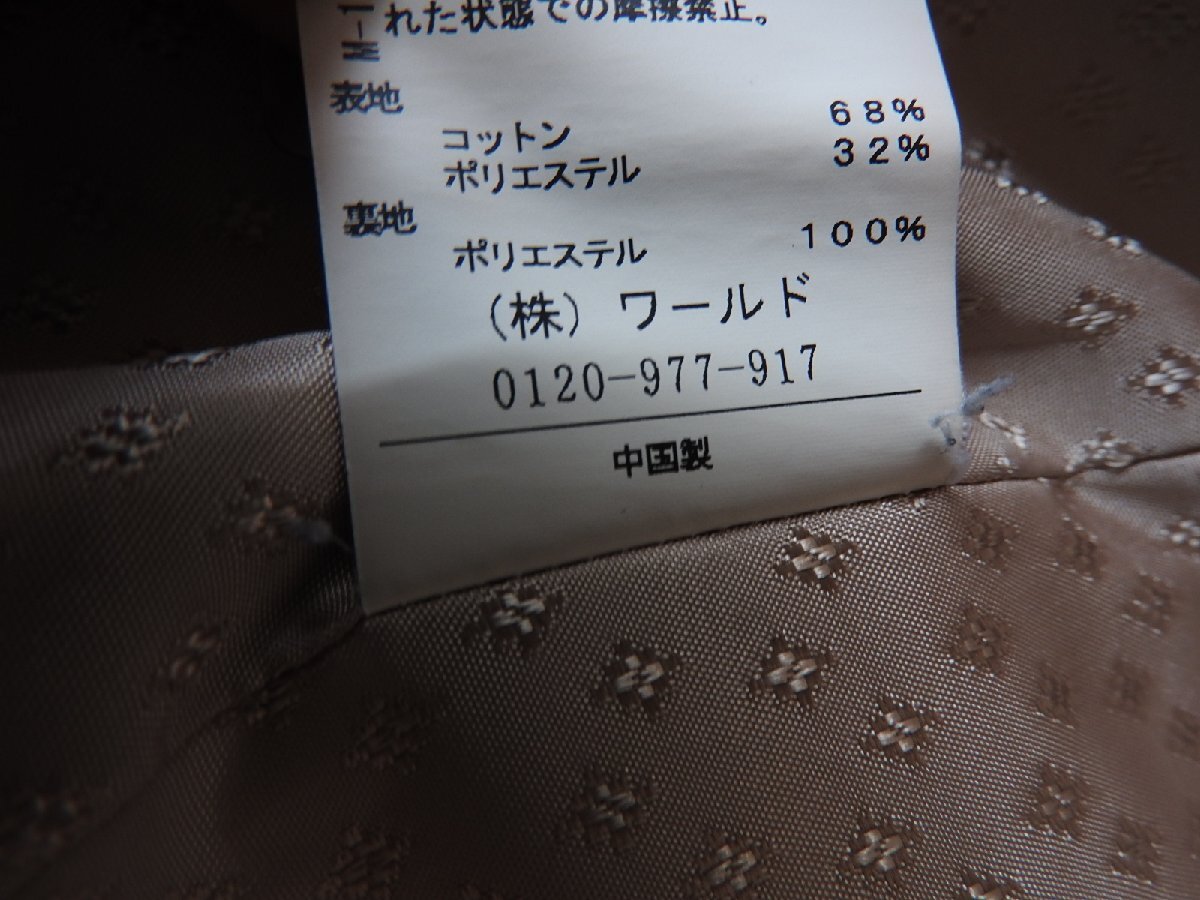 れた状態での摩擦禁止。
表地
コットン 68%
ポリエステル 32%
裏地
ポリエステル 100%
(株) ワールド
0120-977-917
中国製